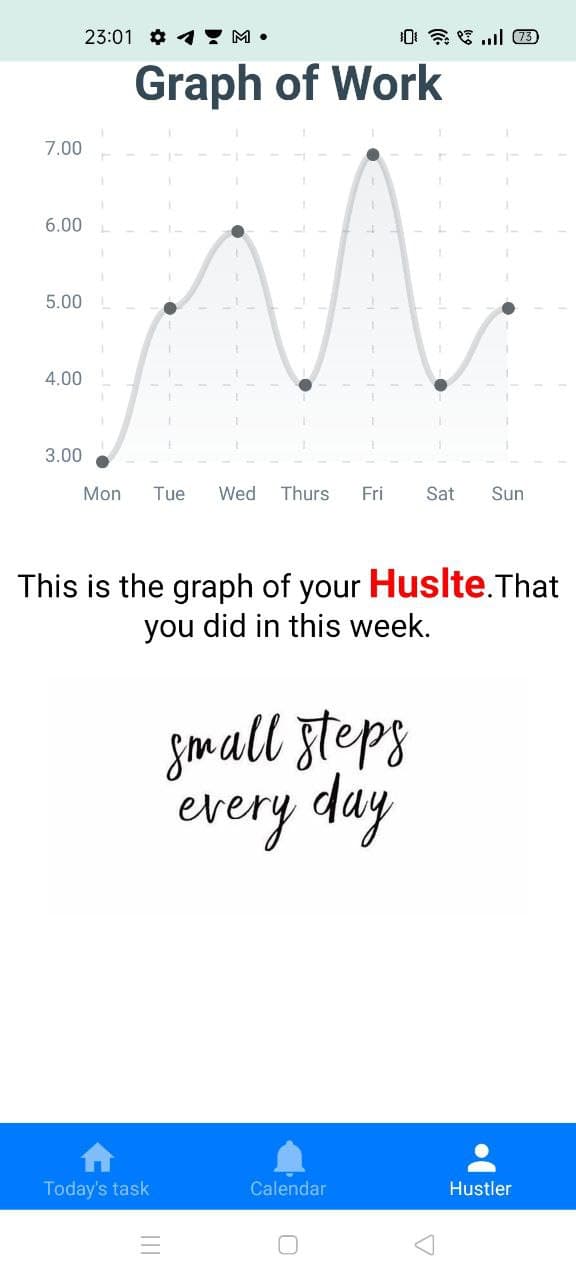 23:01 73
Graph of Work
7.00
6.00
5.00
4.00
3.00
Mon Tue Wed Thurs Fri Sat Sun
This is the graph of your Huslte.That
you did in this week.
small steps
every day
Today's task Calendar Hustler